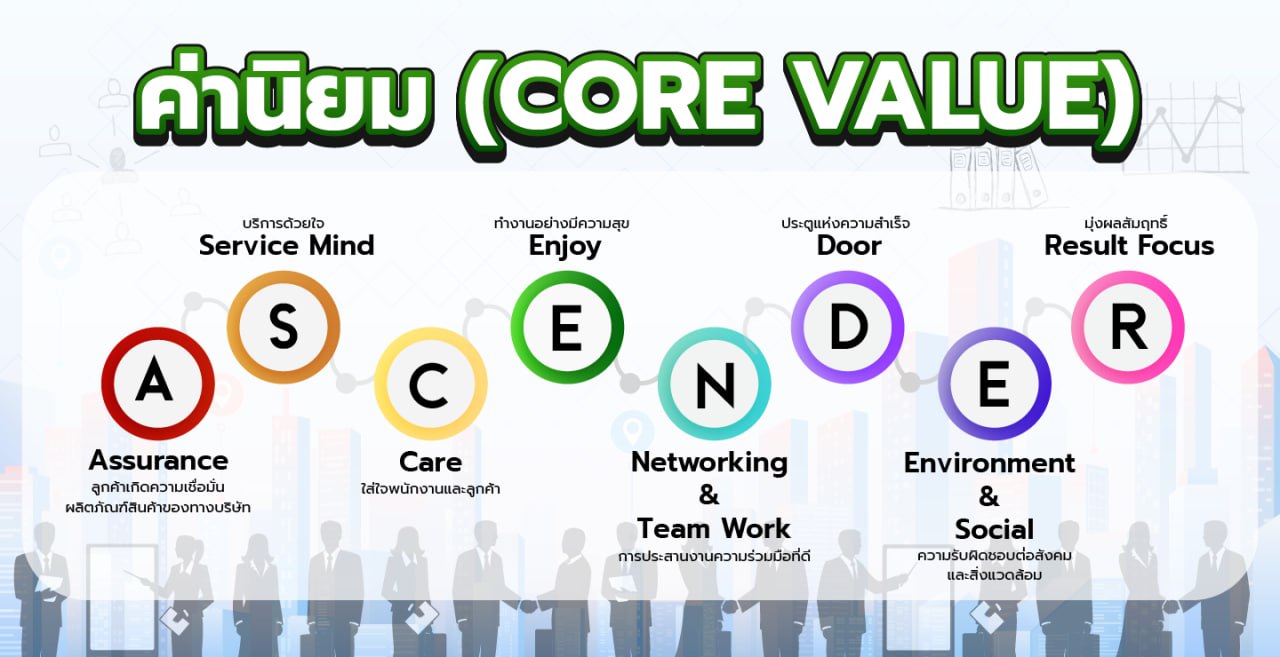 ค่านิยม (CORE VALUE)
A
Assurance
ลูกค้าเกิดความเชื่อมั่น
ผลิตภัณฑ์สินค้าของทางบริษัท
บริการด้วยใจ
Service Mind
S
C
Care
ใส่ใจพนักงานและลูกค้า
ทำงานอย่างมีความสุข
Enjoy
E
N
Networking
&
Team Work
การประสานงานความร่วมมือที่ดี
ประตูแห่งความสำเร็จ
Door
D
E
Environment
&
Social
ความรับผิดชอบต่อสังคม
และสิ่งแวดล้อม
มุ่งผลสัมฤทธิ์
Result Focus
R